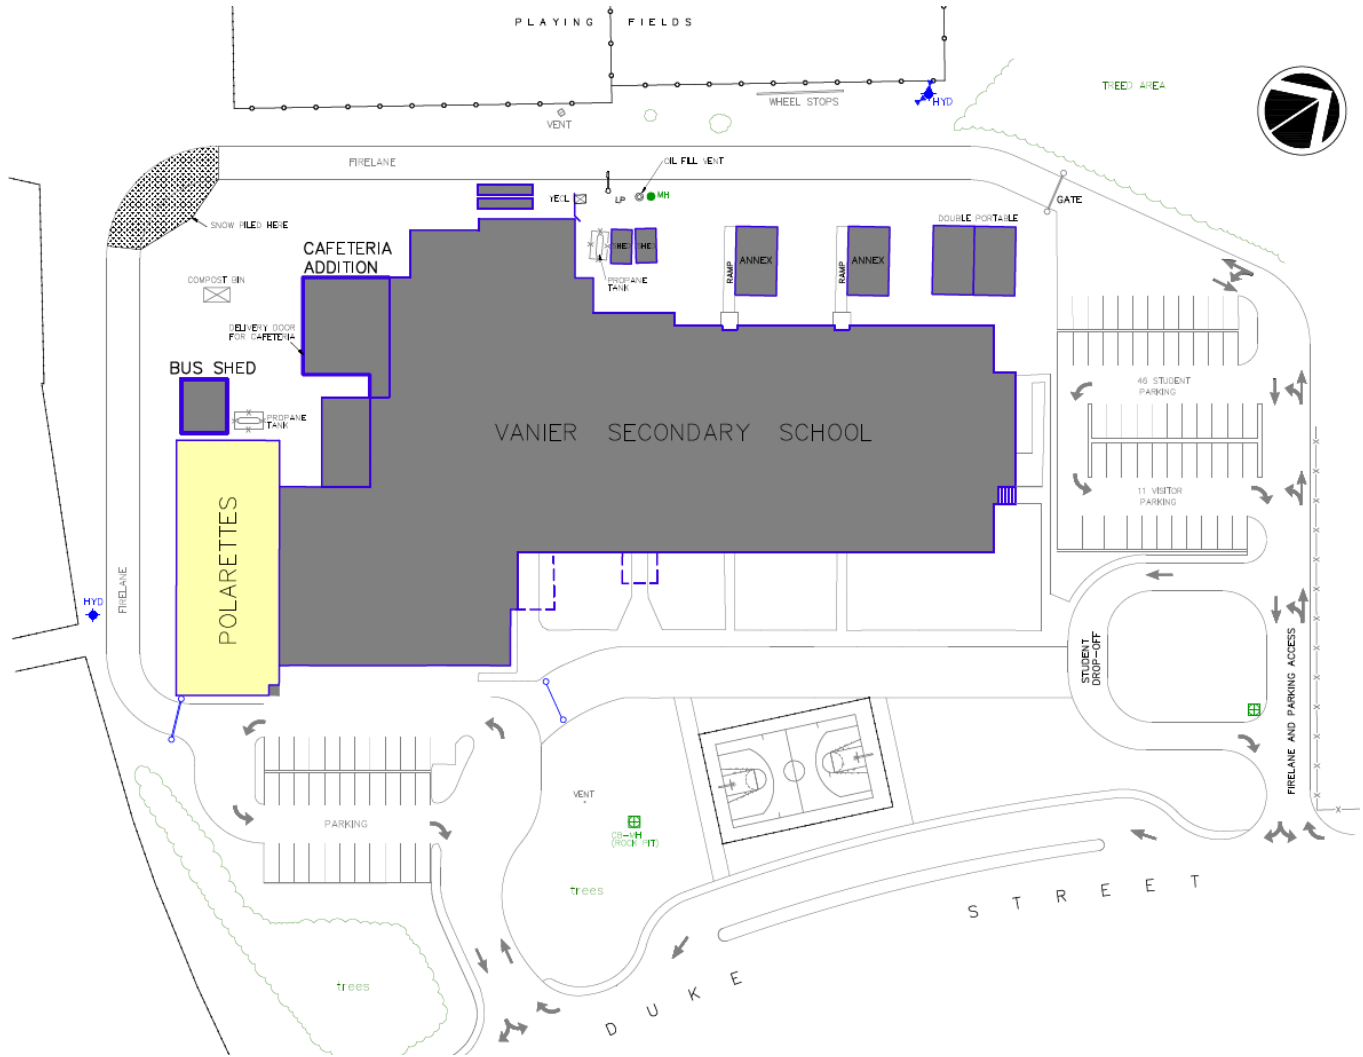 PLAYING FIELDS
TREED AREA
WHEEL STOPS
HYD
VENT
FIRELANE
OIL FILL VENT
YECL
LP
MH
GATE
SNOW PILED HERE
DOUBLE PORTABLE
CAFETERIA
ADDITION
ANNEX
RAMP
ANNEX
RAMP
PROPANE
TANK
COMPOST BIN
DELIVERY DOOR
FOR CAFETERIA
BUS SHED
46 STUDENT
PARKING
PROPANE
TANK
VANIER SECONDARY SCHOOL
11 VISITOR
PARKING
POLARETTES
FIRELANE
HYD
STUDENT
DROP-OFF
FIRELANE AND PARKING ACCESS
VENT
PARKING
CB-MH
(ROCK PIT)
trees
trees
DUKE STREET